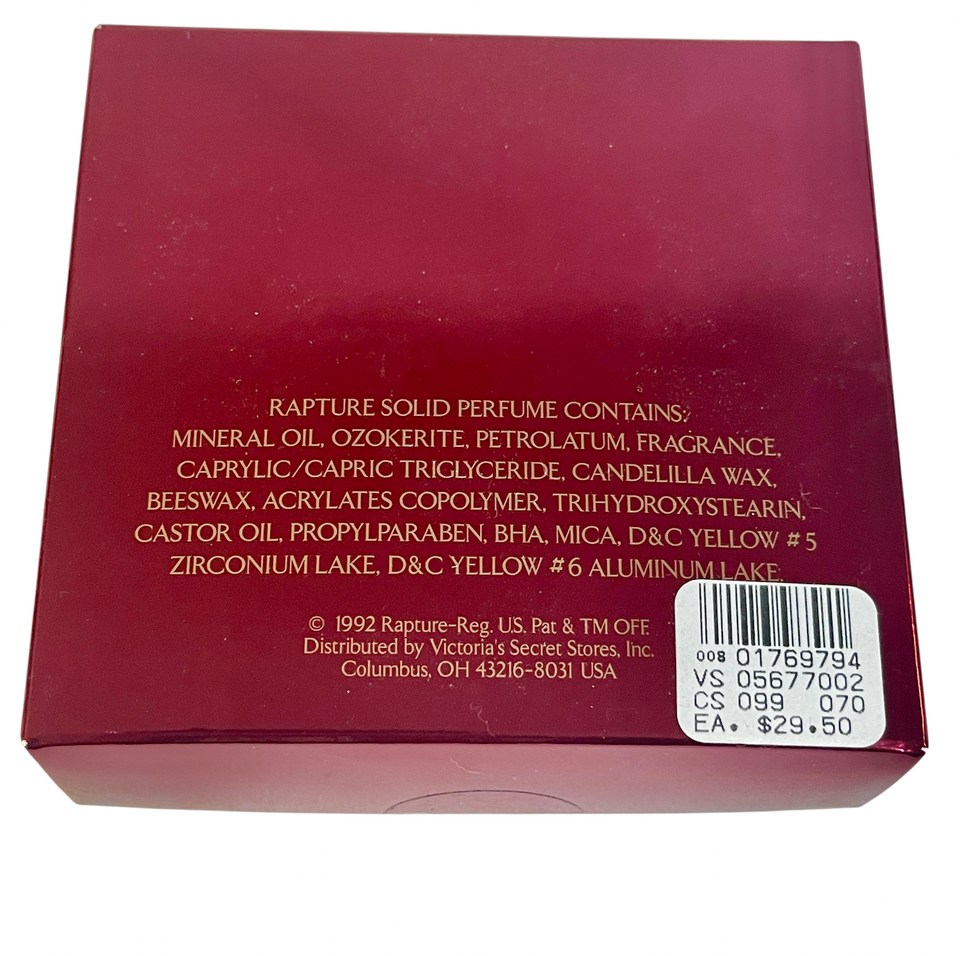 RAPTURE SOLID PERFUME CONTAINS:
MINERAL OIL, OZOKERITE, PETROLATUM, FRAGRANCE,
CAPRYLIC/CAPRIC TRIGLYCERIDE, CANDELILLA WAX,
BEESWAX, ACRYLATES COPOLYMER, TRIHYDROXYSTEARIN,
CASTOR OIL, PROPYLPARABEN, BHA, MICA, D&C YELLOW #5
ZIRCONIUM LAKE, D&C YELLOW #6 ALUMINUM LAKE.
© 1992 Rapture-Reg. U.S. Pat & TM OFF.
Distributed by Victoria's Secret Stores, Inc.
Columbus, OH 43216-8031 USA
008 01769794
VS 05677002
CS 099 070
EA. $29.50